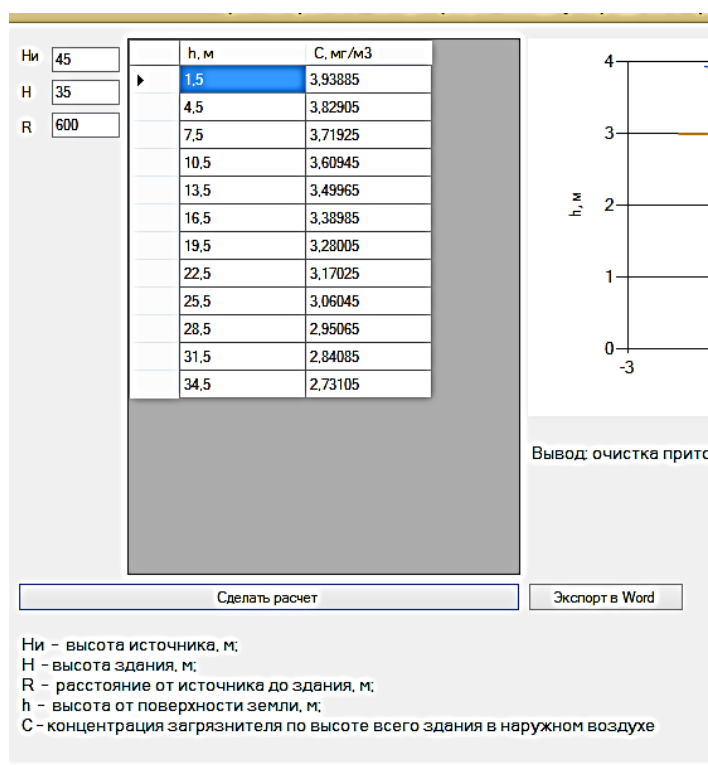 Ни 45
H 35
R 600
h, м C, мг/м3
1,5 3,93885
4,5 3,82905
7,5 3,71925
10,5 3,60945
13,5 3,49965
16,5 3,38985
19,5 3,28005
22,5 3,17025
25,5 3,06045
28,5 2,95065
31,5 2,84085
34,5 2,73105
4
3
h, м
2
1
0
-3
Вывод: очистка прито
Сделать расчет
Экспорт в Word
Ни - высота источника, м;
H - высота здания, м;
R - расстояние от источника до здания, м;
h - высота от поверхности земли, м;
C - концентрация загрязнителя по высоте всего здания в наружном воздухе